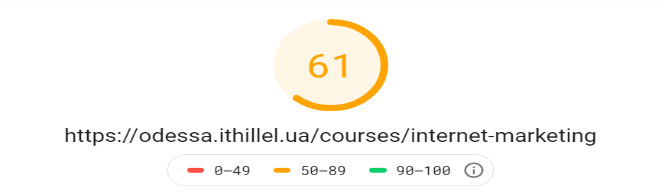 61
https://odessa.ithillel.ua/courses/internet-marketing
0–49 50–89 90–100